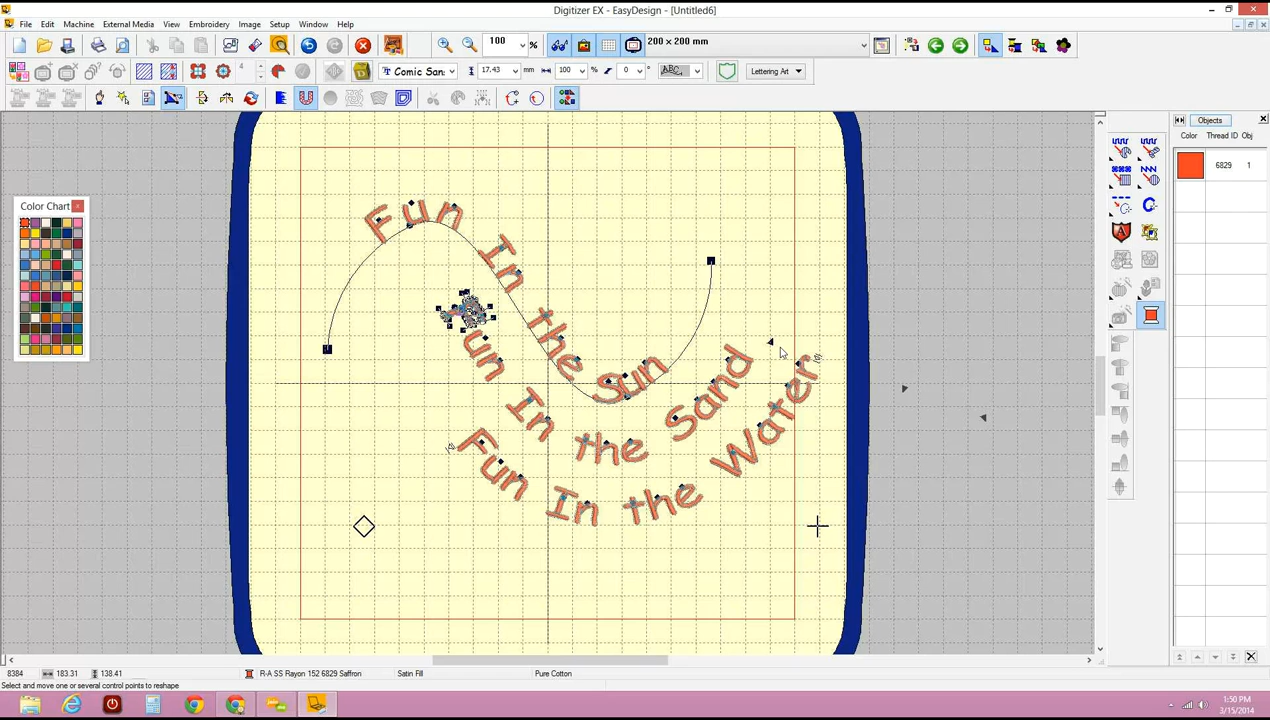 Digitizer EX - EasyDesign - [Untitled6]
File Edit Machine External Media View Embroidery Image Setup Window Help
100 % 200 x 200 mm
4 Comic San: 17.43 mm 100 % 0 ° ABC Lettering Art
Objects
Color Thread ID Obj
6829 1
Color Chart
Fun In the Sun
Fun In the Sand
Fun In the Water
8384 183.31 138.41 R-A SS Rayon 152 6829 Saffron Satin Fill Pure Cotton
Select and move one or several control points to reshape
1:50 PM
3/15/2014